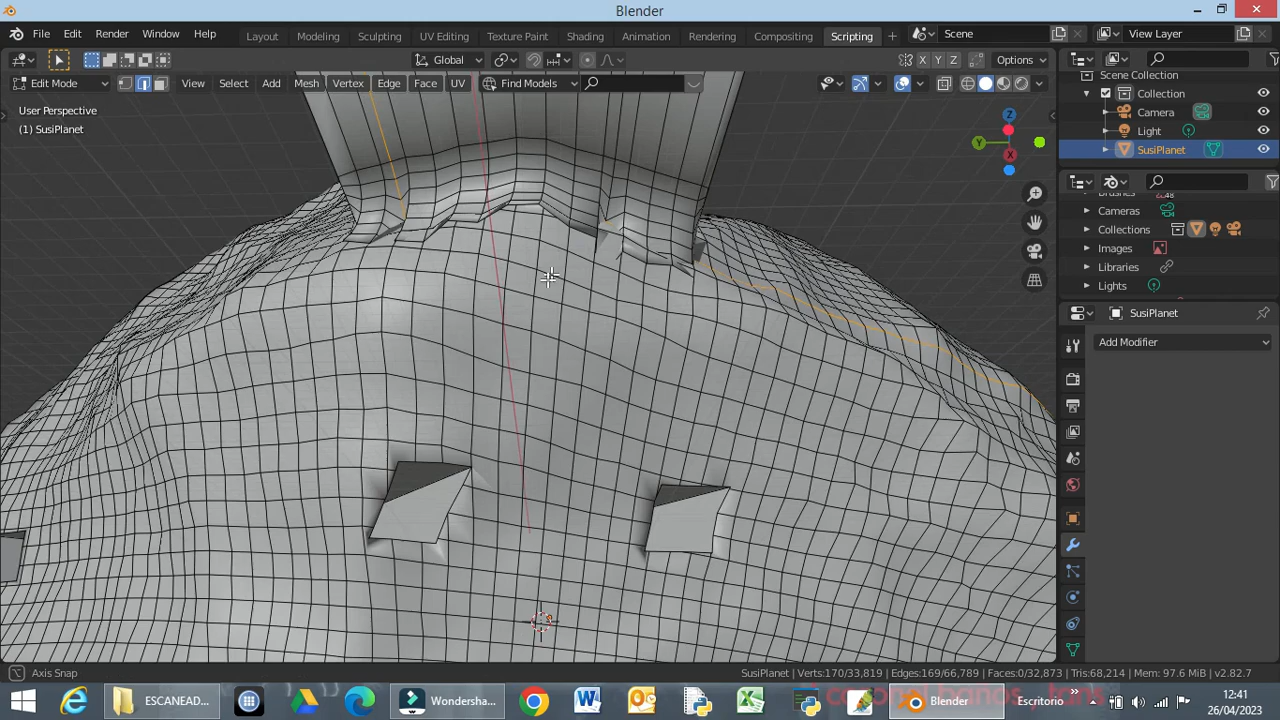 Blender
File Edit Render Window Help Layout Modeling Sculpting UV Editing Texture Paint Shading Animation Rendering Compositing Scripting + Scene View Layer
Global X Y Z Options
Edit Mode View Select Add Mesh Vertex Edge Face UV Find Models
User Perspective
(1) SusiPlanet
Z
Y
X
Scene Collection
Collection
Camera
Light
SusiPlanet
Cameras
Collections
Images
Libraries
Lights
SusiPlanet
Add Modifier
Axis Snap SusiPlanet | Verts:170/33,819 | Edges:169/66,789 | Faces:0/32,873 | Tris:68,214 | Mem: 97.6 MiB | v2.82.7
ESCANEAD... Wondersha... Blender Escritorio
12:41
26/04/2023